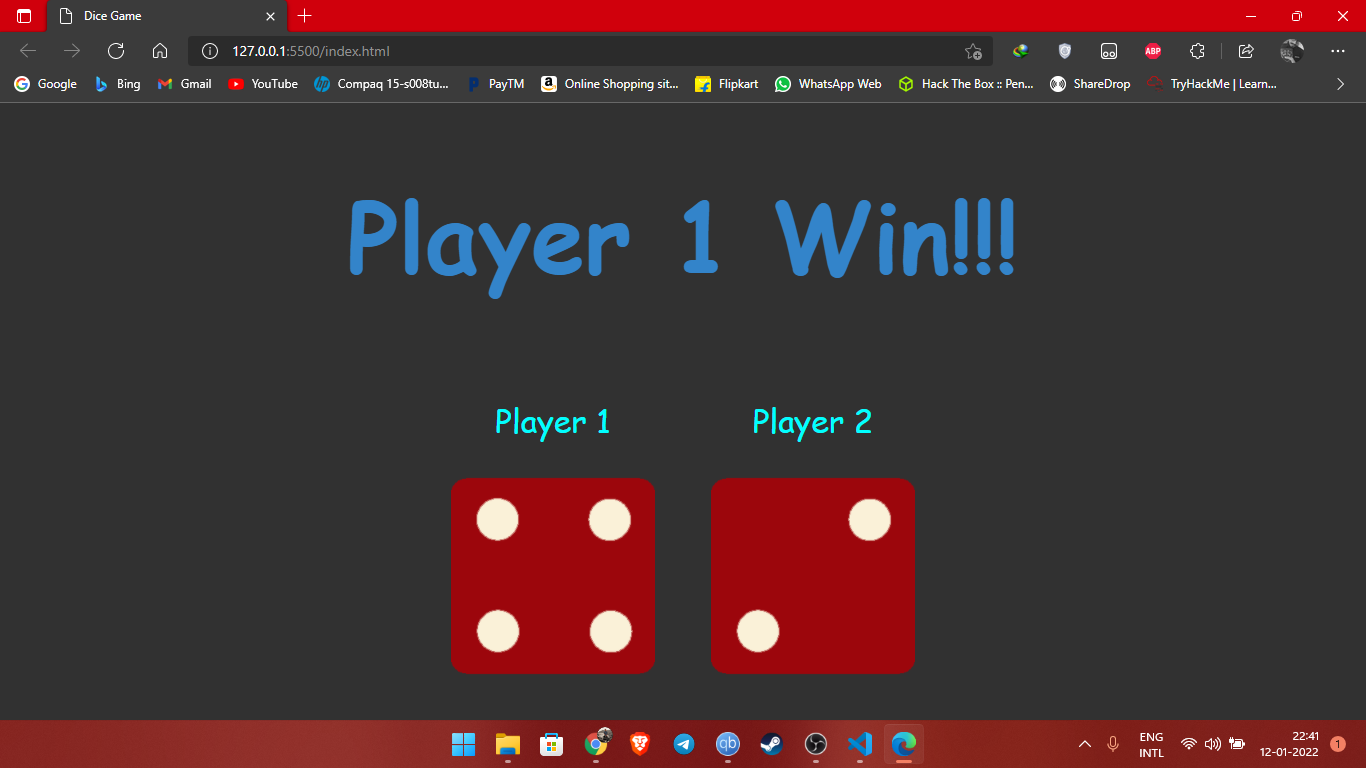 Dice Game
127.0.0.1:5500/index.html
ABP
Google Bing Gmail YouTube Compaq 15-s008tu... PayTM Online Shopping sit... Flipkart WhatsApp Web Hack The Box :: Pen... ShareDrop TryHackMe | Learn...
Player 1 Win!!!
Player 1 Player 2
ENG 22:41
INTL 12-01-2022 1